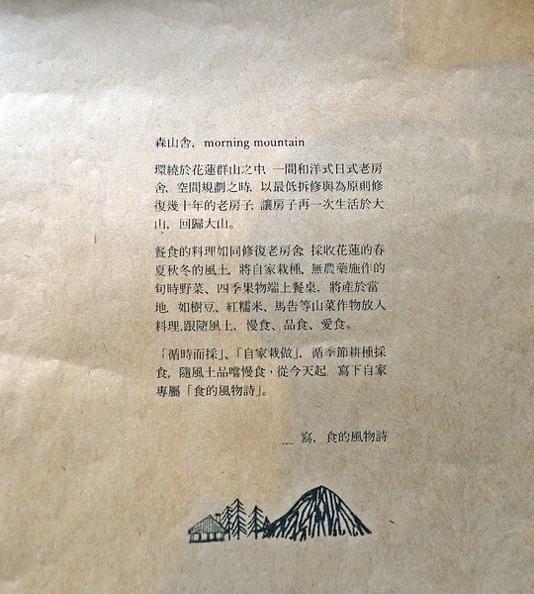 森山舍, morning mountain
環繞於花蓮群山之中, 一間和洋式日式老房
舍, 空間規劃之時, 以最低拆修與為原則修
復幾十年的老房子, 讓房子再一次生活於大
山, 回歸大山。
餐食的料理如同修復老房舍, 採收花蓮的春
夏秋冬的風土, 將自家栽種、無農藥施作的
旬時野菜、四季果物端上餐桌, 將產於當
地, 如樹豆、紅糯米、馬告等山菜作物放入
料理,跟隨風土、慢食、品食、愛食。
「循時而採」、「自家栽做」, 循季節耕種採
食, 隨風土品嚐慢食，從今天起, 寫下自家
專屬「食的風物詩」。
__ 寫, 食的風物詩